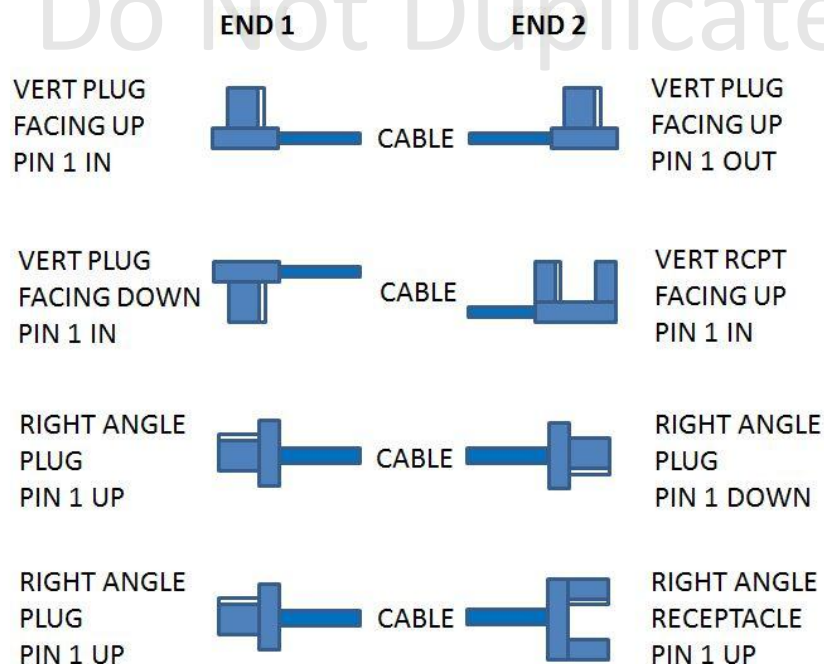 Do Not Duplicate
END 1 END 2
VERT PLUG
FACING UP
PIN 1 IN
CABLE
VERT PLUG
FACING UP
PIN 1 OUT
VERT PLUG
FACING DOWN
PIN 1 IN
CABLE
VERT RCPT
FACING UP
PIN 1 IN
RIGHT ANGLE
PLUG
PIN 1 UP
CABLE
RIGHT ANGLE
PLUG
PIN 1 DOWN
RIGHT ANGLE
PLUG
PIN 1 UP
CABLE
RIGHT ANGLE
RECEPTACLE
PIN 1 UP